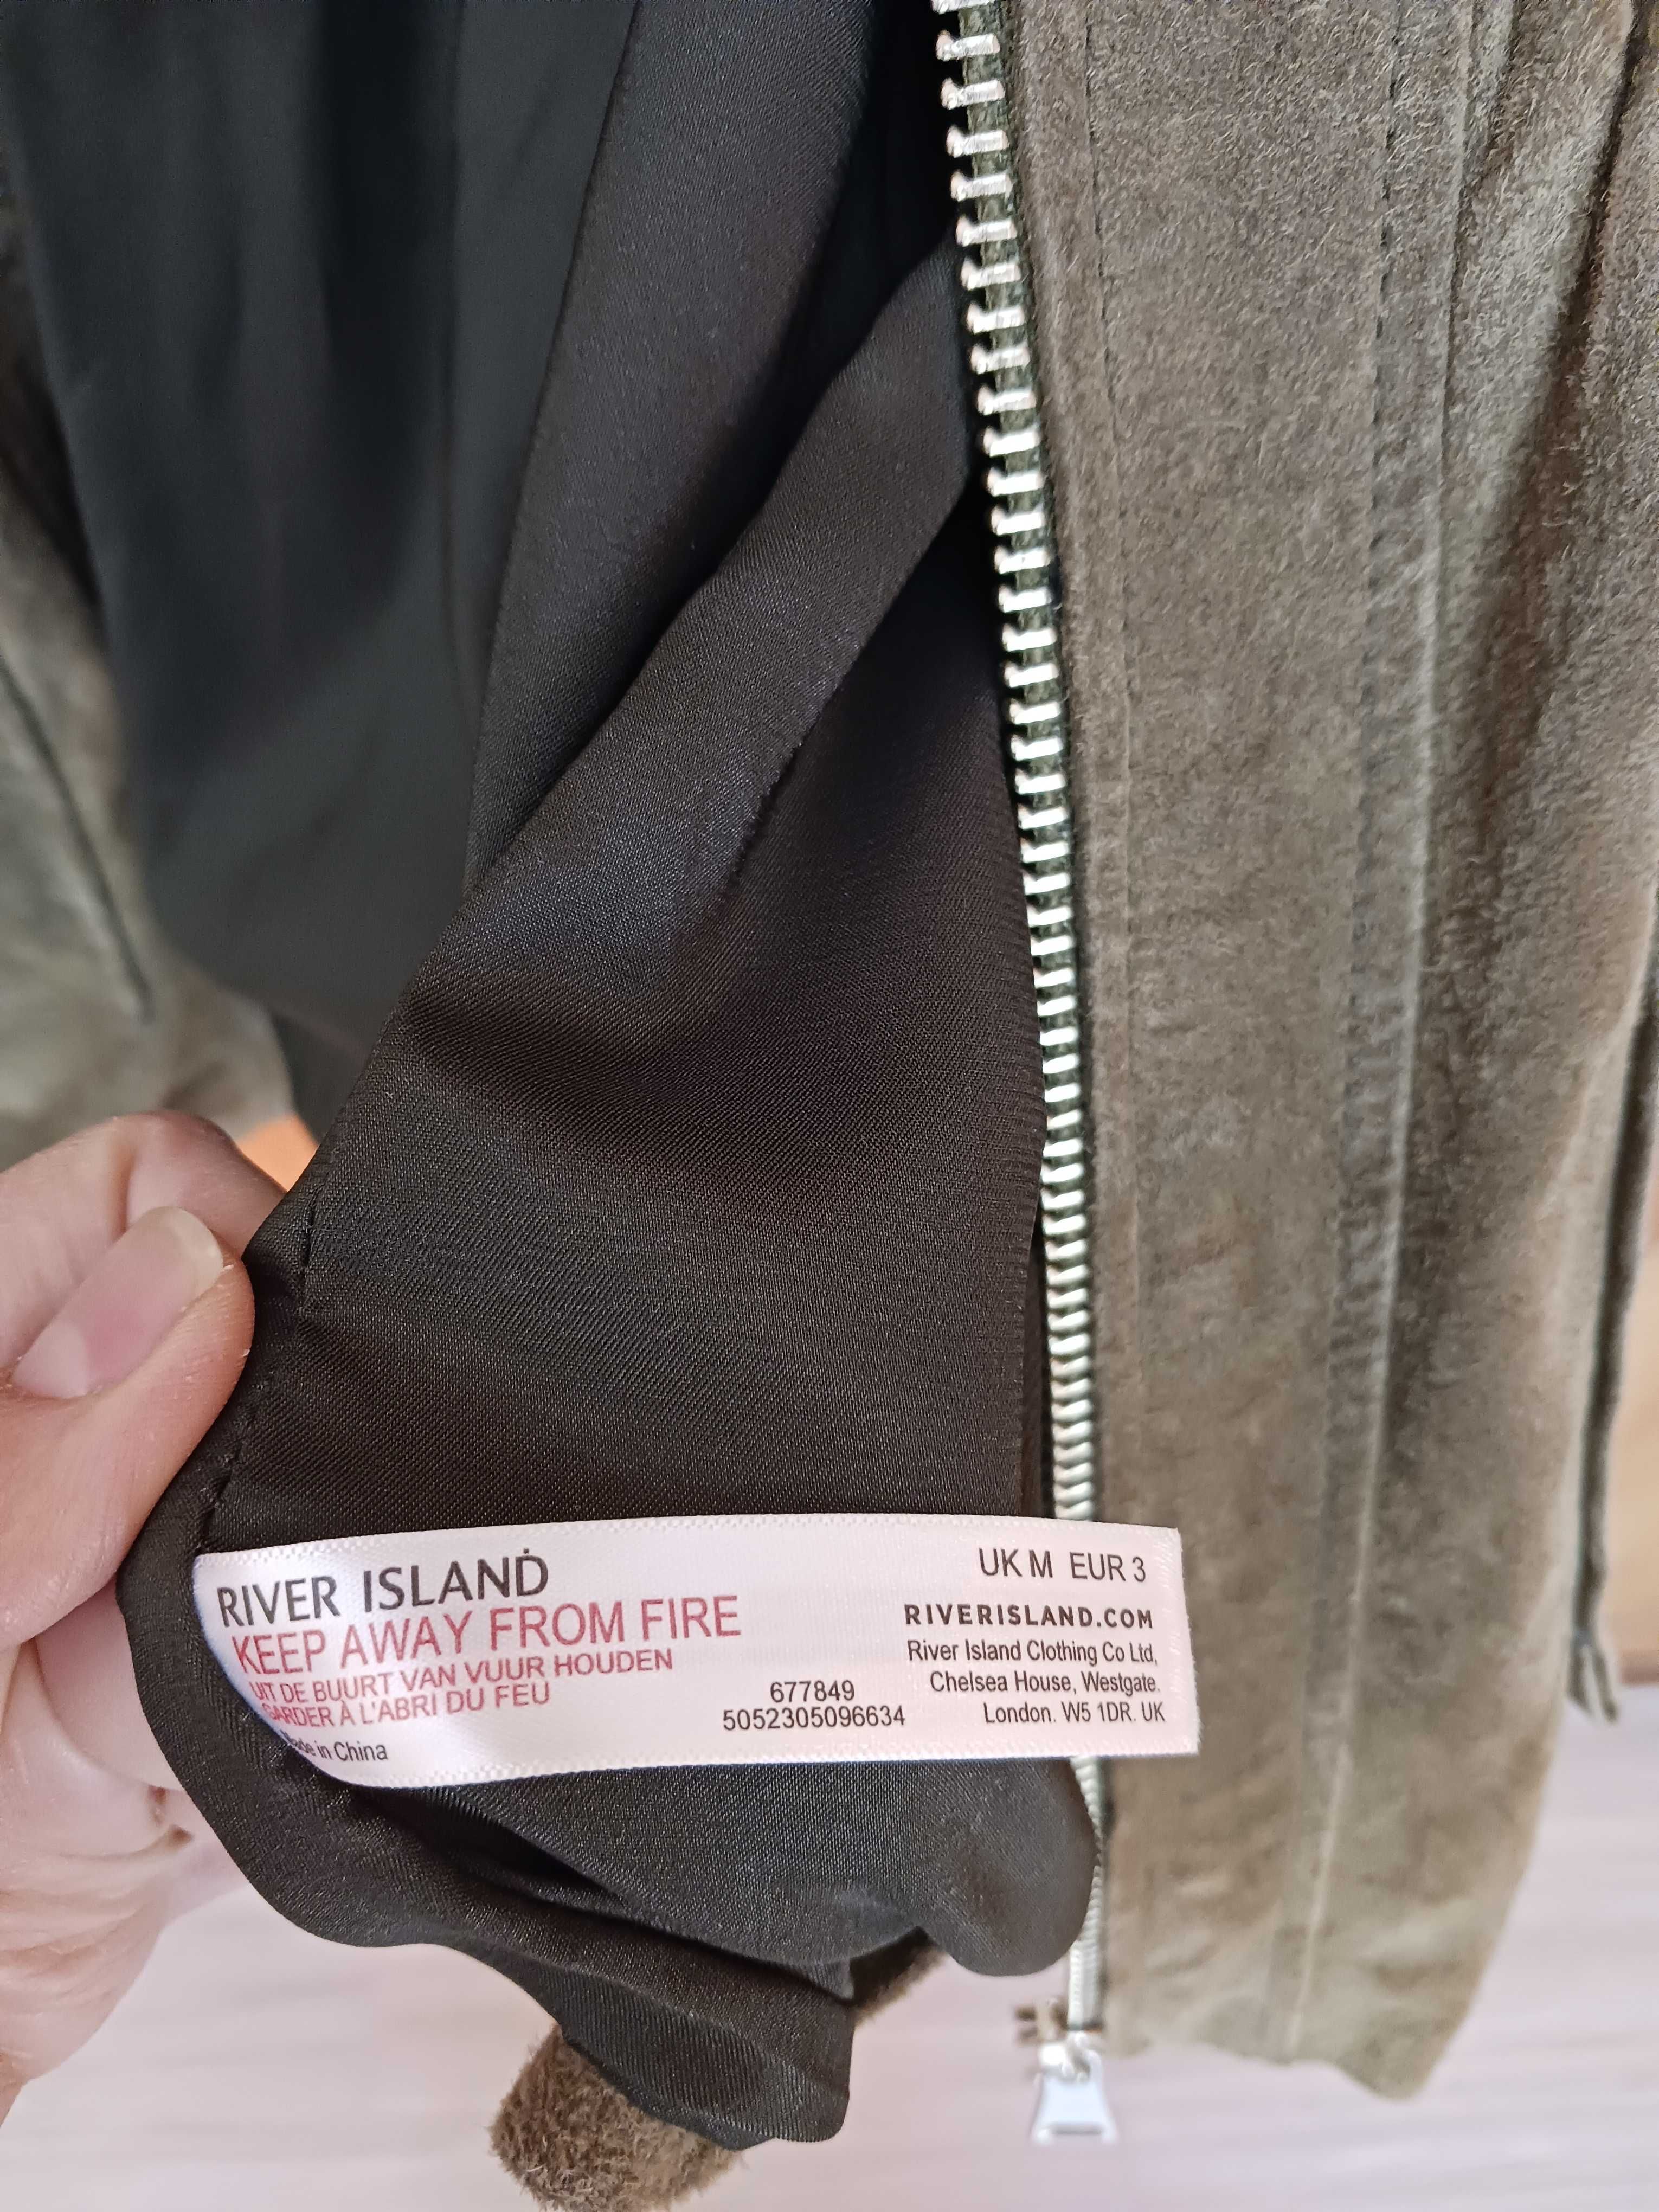 RIVER ISLAND
KEEP AWAY FROM FIRE
UIT DE BUURT VAN VUUR HOUDEN
GARDER À L'ABRI DU FEU
Made in China
677849
5052305096634
UK M EUR 3
RIVERISLAND.COM
River Island Clothing Co Ltd,
Chelsea House, Westgate.
London. W5 1DR. UK